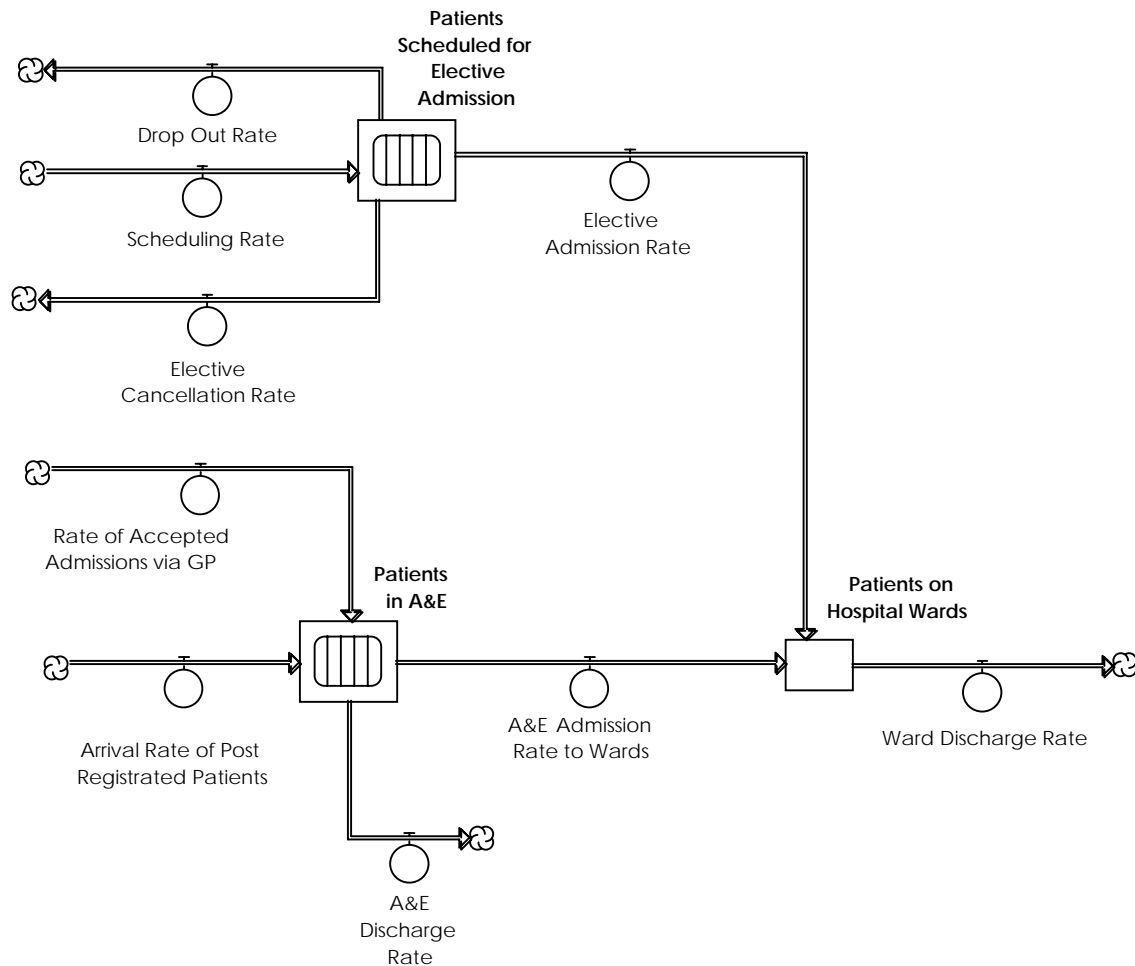 Patients
Scheduled for
Elective
Admission
Drop Out Rate
Scheduling Rate
Elective
Admission Rate
Elective
Cancellation Rate
Rate of Accepted
Admissions via GP
Patients
in A&E
Patients on
Hospital Wards
Arrival Rate of Post
Registrated Patients
A&E Admission
Rate to Wards
Ward Discharge Rate
A&E
Discharge
Rate